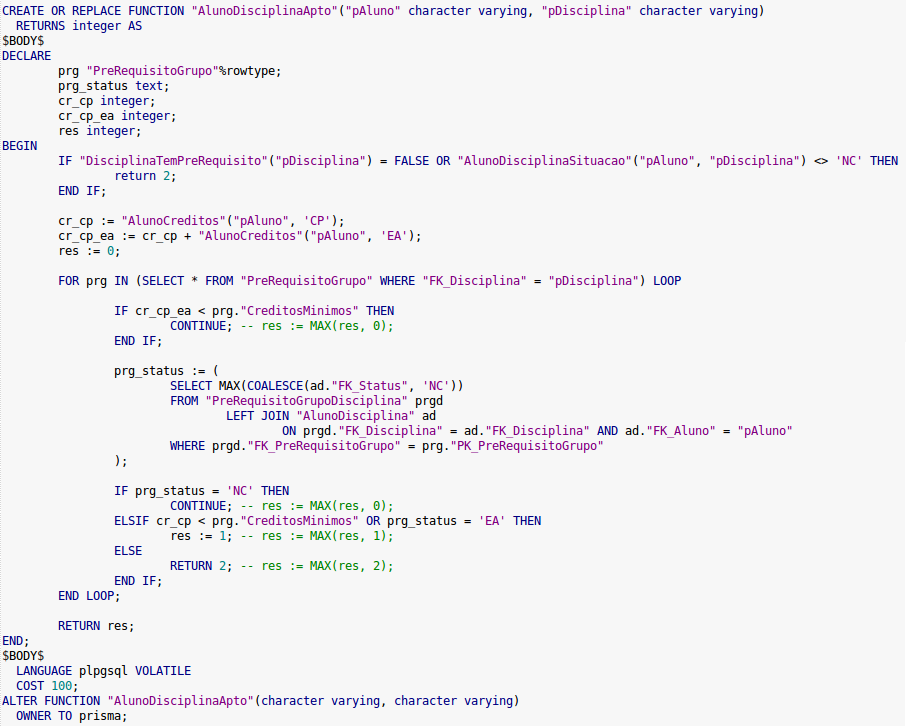 CREATE OR REPLACE FUNCTION "AlunoDisciplinaApto"("pAluno" character varying, "pDisciplina" character varying)
  RETURNS integer AS
$BODY$
DECLARE
        prg "PreRequisitoGrupo"%rowtype;
        prg_status text;
        cr_cp integer;
        cr_cp_ea integer;
        res integer;
BEGIN
        IF "DisciplinaTemPreRequisito"("pDisciplina") = FALSE OR "AlunoDisciplinaSituacao"("pAluno", "pDisciplina") <> 'NC' THEN
                return 2;
        END IF;

        cr_cp := "AlunoCreditos"("pAluno", 'CP');
        cr_cp_ea := cr_cp + "AlunoCreditos"("pAluno", 'EA');
        res := 0;

        FOR prg IN (SELECT * FROM "PreRequisitoGrupo" WHERE "FK_Disciplina" = "pDisciplina") LOOP

                IF cr_cp_ea < prg."CreditosMinimos" THEN
                        CONTINUE; -- res := MAX(res, 0);
                END IF;

                prg_status := (
                        SELECT MAX(COALESCE(ad."FK_Status", 'NC'))
                        FROM "PreRequisitoGrupoDisciplina" prgd
                                LEFT JOIN "AlunoDisciplina" ad
                                        ON prgd."FK_Disciplina" = ad."FK_Disciplina" AND ad."FK_Aluno" = "pAluno"
                        WHERE prgd."FK_PreRequisitoGrupo" = prg."PK_PreRequisitoGrupo"
                );

                IF prg_status = 'NC' THEN
                        CONTINUE; -- res := MAX(res, 0);
                ELSIF cr_cp < prg."CreditosMinimos" OR prg_status = 'EA' THEN
                        res := 1; -- res := MAX(res, 1);
                ELSE
                        RETURN 2; -- res := MAX(res, 2);
                END IF;
        END LOOP;

        RETURN res;
END;
$BODY$
  LANGUAGE plpgsql VOLATILE
  COST 100;
ALTER FUNCTION "AlunoDisciplinaApto"(character varying, character varying)
  OWNER TO prisma;